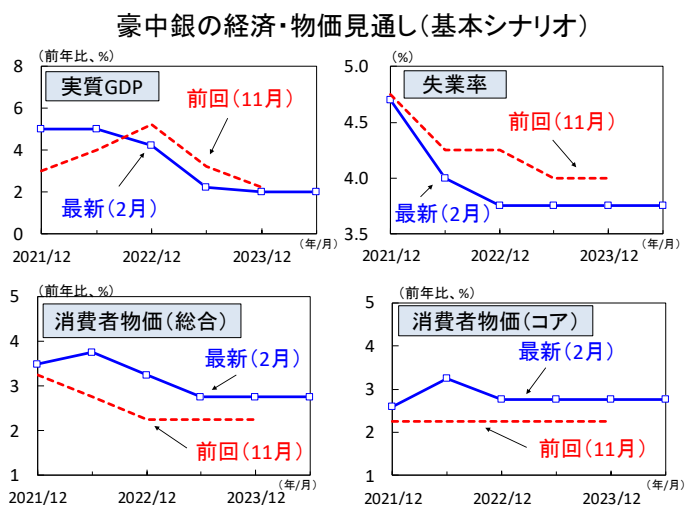 豪中銀の経済・物価見通し(基本シナリオ)
(前年比、%)
実質GDP
前回(11月)
最新(2月)
8
6
4
2
0
2021/12
2022/12
2023/12
(年/月)
(%)
失業率
前回(11月)
最新(2月)
5.0
4.5
4.0
3.5
2021/12
2022/12
2023/12
(年/月)
(前年比、%)
消費者物価(総合)
最新(2月)
前回(11月)
5
4
3
2
1
2021/12
2022/12
2023/12
(年/月)
(前年比、%)
消費者物価(コア)
最新(2月)
前回(11月)
5
4
3
2
1
2021/12
2022/12
2023/12
(年/月)